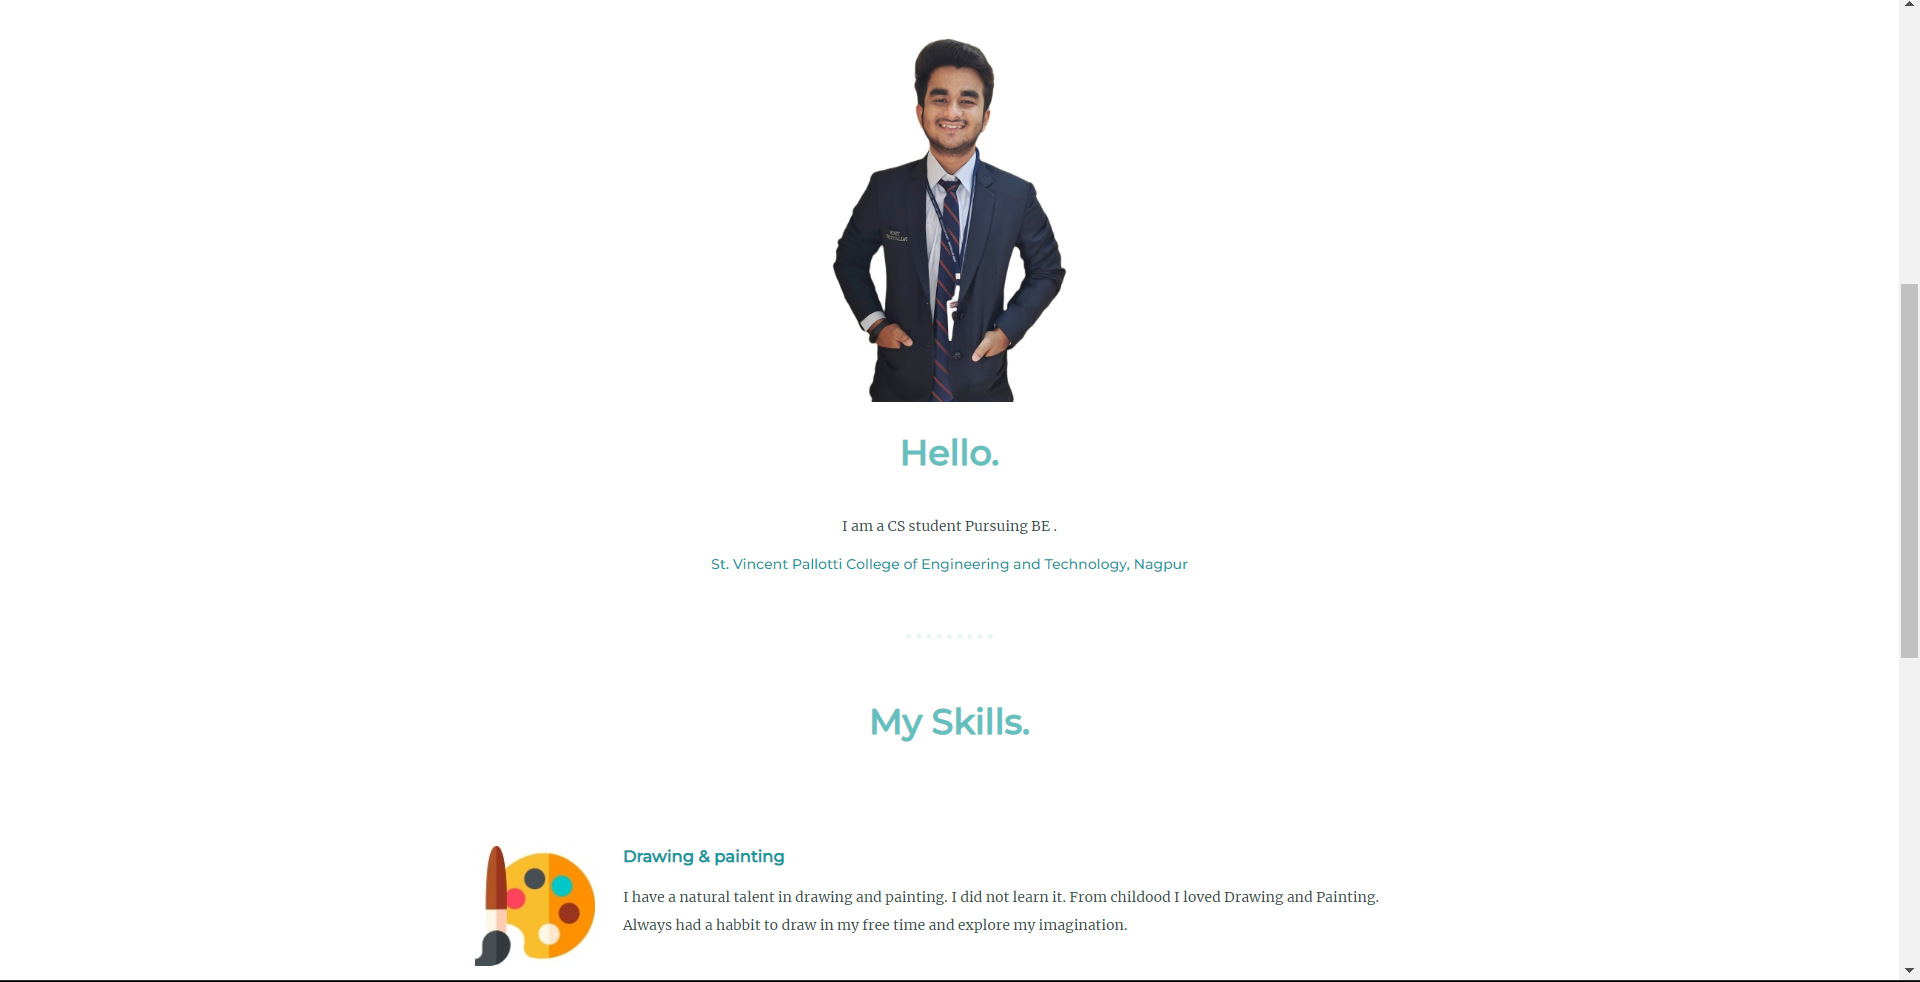 Hello.
I am a CS student Pursuing BE .
St. Vincent Pallotti College of Engineering and Technology, Nagpur
My Skills.
Drawing & painting
I have a natural talent in drawing and painting. I did not learn it. From childood I loved Drawing and Painting.
Always had a habbit to draw in my free time and explore my imagination.